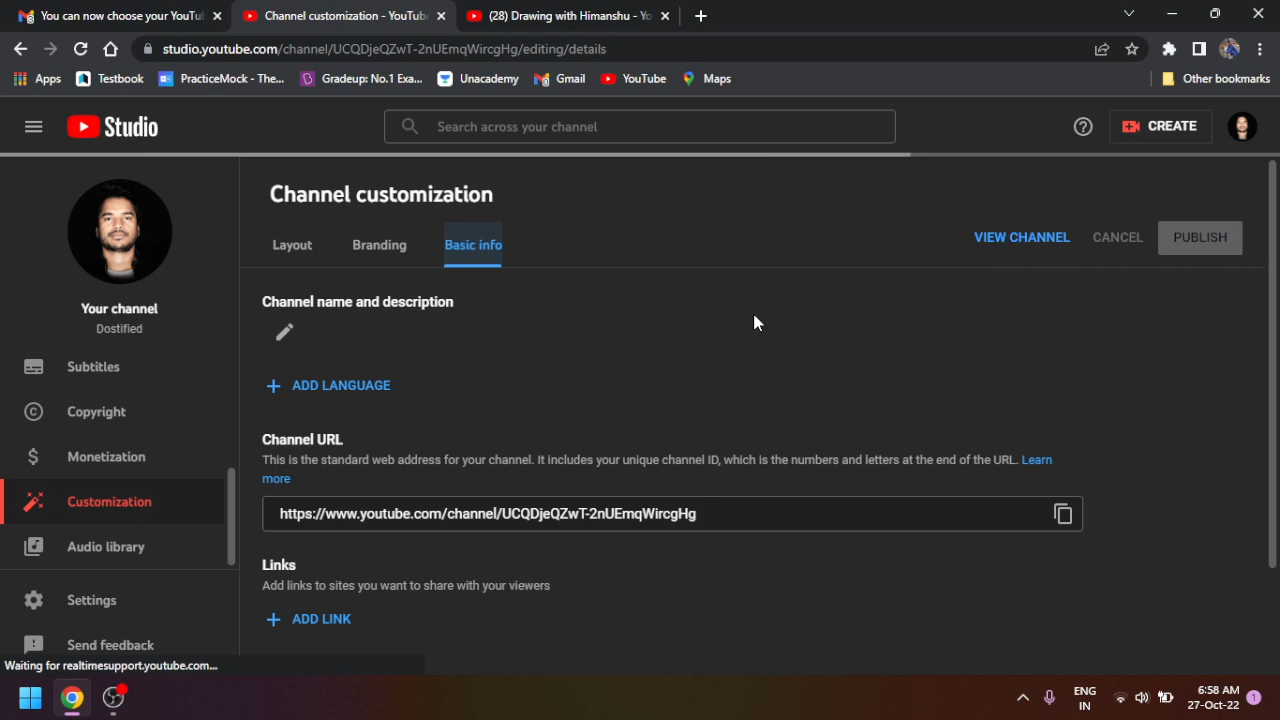 You can now choose your YouTu
Channel customization - YouTube
(28) Drawing with Himanshu - Yo
studio.youtube.com/channel/UCQDjeQZwT-2nUEmqWircgHg/editing/details
Apps
Testbook
PracticeMock - The...
Gradeup: No.1 Exa...
Unacademy
Gmail
YouTube
Maps
Other bookmarks
Studio
Search across your channel
CREATE
Channel customization
Layout
Branding
Basic info
VIEW CHANNEL
CANCEL
PUBLISH
Your channel
Dostified
Subtitles
Copyright
Monetization
Customization
Audio library
Settings
Send feedback
Channel name and description
ADD LANGUAGE
Channel URL
This is the standard web address for your channel. It includes your unique channel ID, which is the numbers and letters at the end of the URL. Learn
more
https://www.youtube.com/channel/UCQDjeQZwT-2nUEmqWircgHg
Links
Add links to sites you want to share with your viewers
ADD LINK
Waiting for realtimesupport.youtube.com...
ENG
IN
6:58 AM
27-Oct-22
1